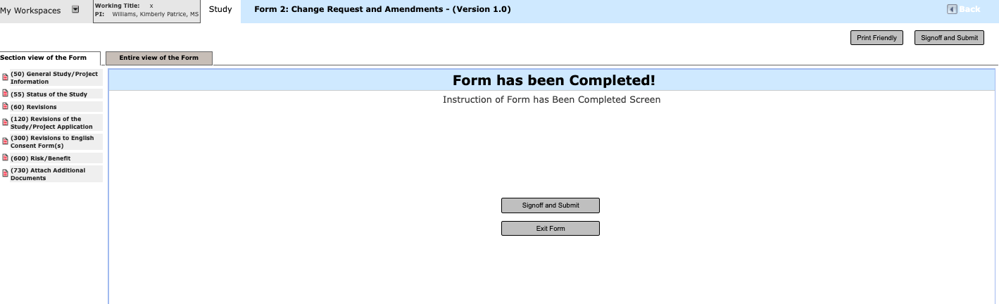 My Workspaces
Working Title: x
PI: Williams, Kimberly Patrice, MS
Study
Form 2: Change Request and Amendments - (Version 1.0)
Back
Print Friendly
Signoff and Submit
Section view of the Form
Entire view of the Form
(50) General Study/Project
Information
(55) Status of the Study
(60) Revisions
(120) Revisions of the
Study/Project Application
(300) Revisions to English
Consent Form(s)
(600) Risk/Benefit
(730) Attach Additional
Documents
Form has been Completed!
Instruction of Form has Been Completed Screen
Signoff and Submit
Exit Form